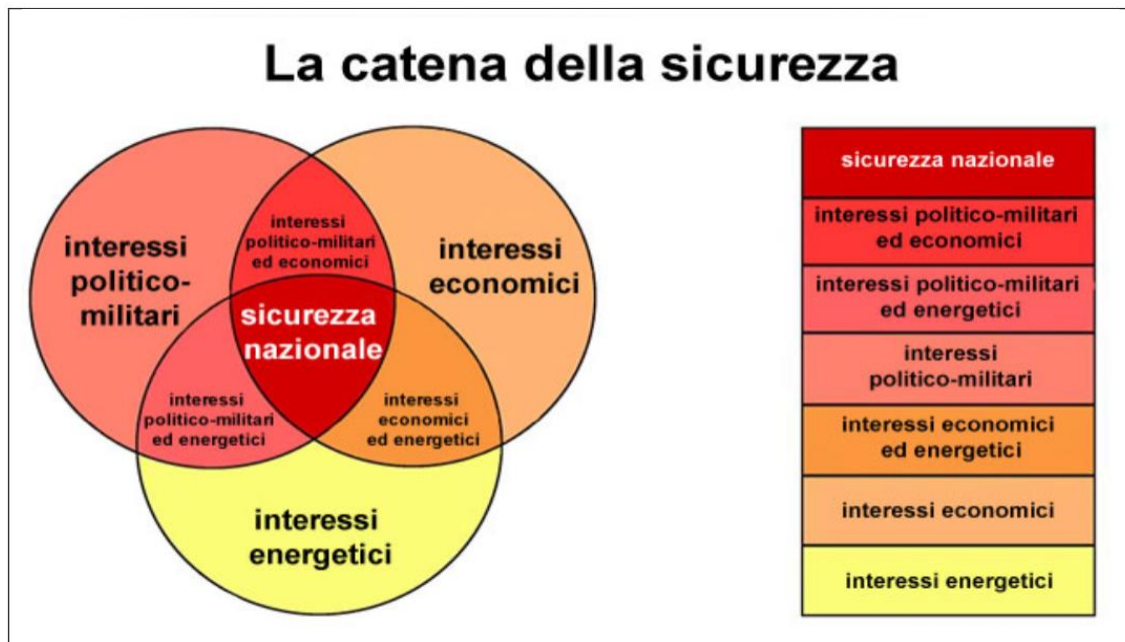 La catena della sicurezza
interessi
politico-
militari
interessi
politico-militari
ed economici
interessi
economici
sicurezza
nazionale
interessi
politico-militari
ed energetici
interessi
economici
ed energetici
interessi
energetici
sicurezza nazionale
interessi politico-militari
ed economici
interessi politico-militari
ed energetici
interessi
politico-militari
interessi economici
ed energetici
interessi economici
interessi energetici